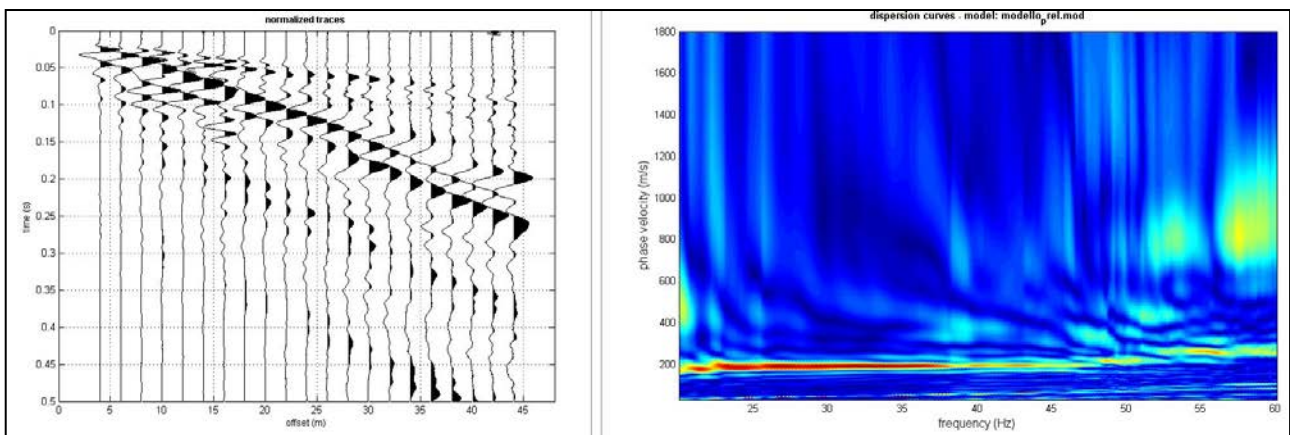 normalized traces
0
0.05
0.1
0.15
0.2
0.25
0.3
0.35
0.4
0.45
0.5
time (s)
0 5 10 15 20 25 30 35 40 45
offset (m)
dispersion curves - model: modello_prel.mod
1800
1600
1400
1200
1000
800
600
400
200
phase velocity (m/s)
25 30 35 40 45 50 55 60
frequency (Hz)